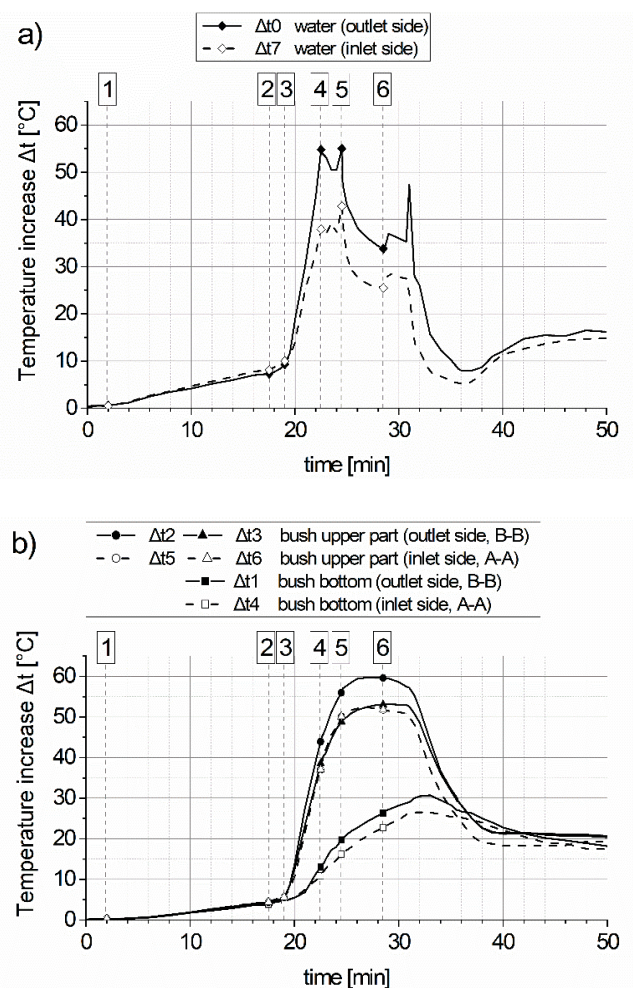 a)
Δt0 water (outlet side)
Δt7 water (inlet side)
1 2 3 4 5 6
Temperature increase Δt [°C]
60
50
40
30
20
10
0
0 10 20 30 40 50
time [min]
b)
Δt2 Δt3 bush upper part (outlet side, B-B)
Δt5 Δt6 bush upper part (inlet side, A-A)
Δt1 bush bottom (outlet side, B-B)
Δt4 bush bottom (inlet side, A-A)
1 2 3 4 5 6
Temperature increase Δt [°C]
60
50
40
30
20
10
0
0 10 20 30 40 50
time [min]